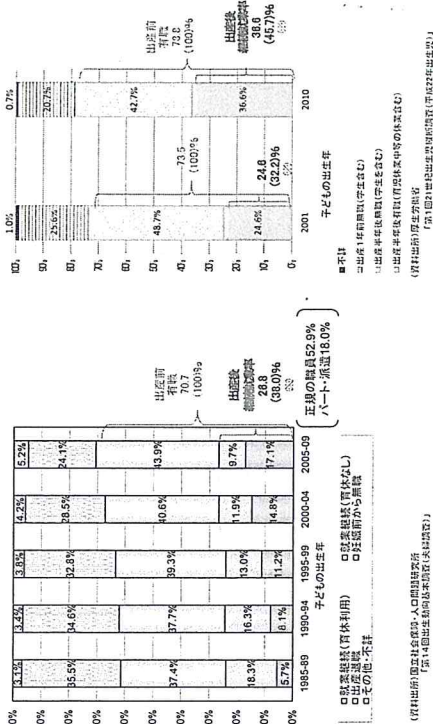 0%
0%
0%
0%
0%
0%
0%
0%
0%
0%
0%
3.1% 3.4% 3.8% 4.2% 5.2%
35.5% 34.6% 32.8% 28.5% 24.1%
37.4% 37.7% 39.3% 40.6% 43.9%
18.3% 16.3% 13.0% 11.9% 9.7%
5.7% 8.1% 11.2% 14.8% 17.1%
1985-89 1990-94 1995-99 2000-04 2005-09
子どもの出生年
出産前
有職
70.7
(100)%
出産後
継続就業率
28.8
(38.0)%
正規の職員52.9%
パート・派遣18.0%
□就業継続(育休利用) □就業継続(育休なし)
□出産退職 □妊娠前から無職
□その他・不詳
(資料出所)国立社会保障・人口問題研究所
「第14回出生動向基本調査(夫婦調査)」
1.0% 0.7%
100%
90%
80%
70%
60%
50%
40%
30%
20%
10%
0%
25.6% 20.7%
48.7% 42.7%
24.6% 36.6%
2001 2010
子どもの出生年
73.5
(100)%
24.8
(32.2)%
出産前
有職
78.8
(100)%
出産後
継続就業率
38.6
(45.7)%
■不詳
□出産1年前無職(学生含む)
□出産半年後無職(学生を含む)
□出産半年後有職(育児休業中等の休業含む)
(資料出所)厚生労働省
「第1回21世紀出生児縦断調査(平成22年出生児)」